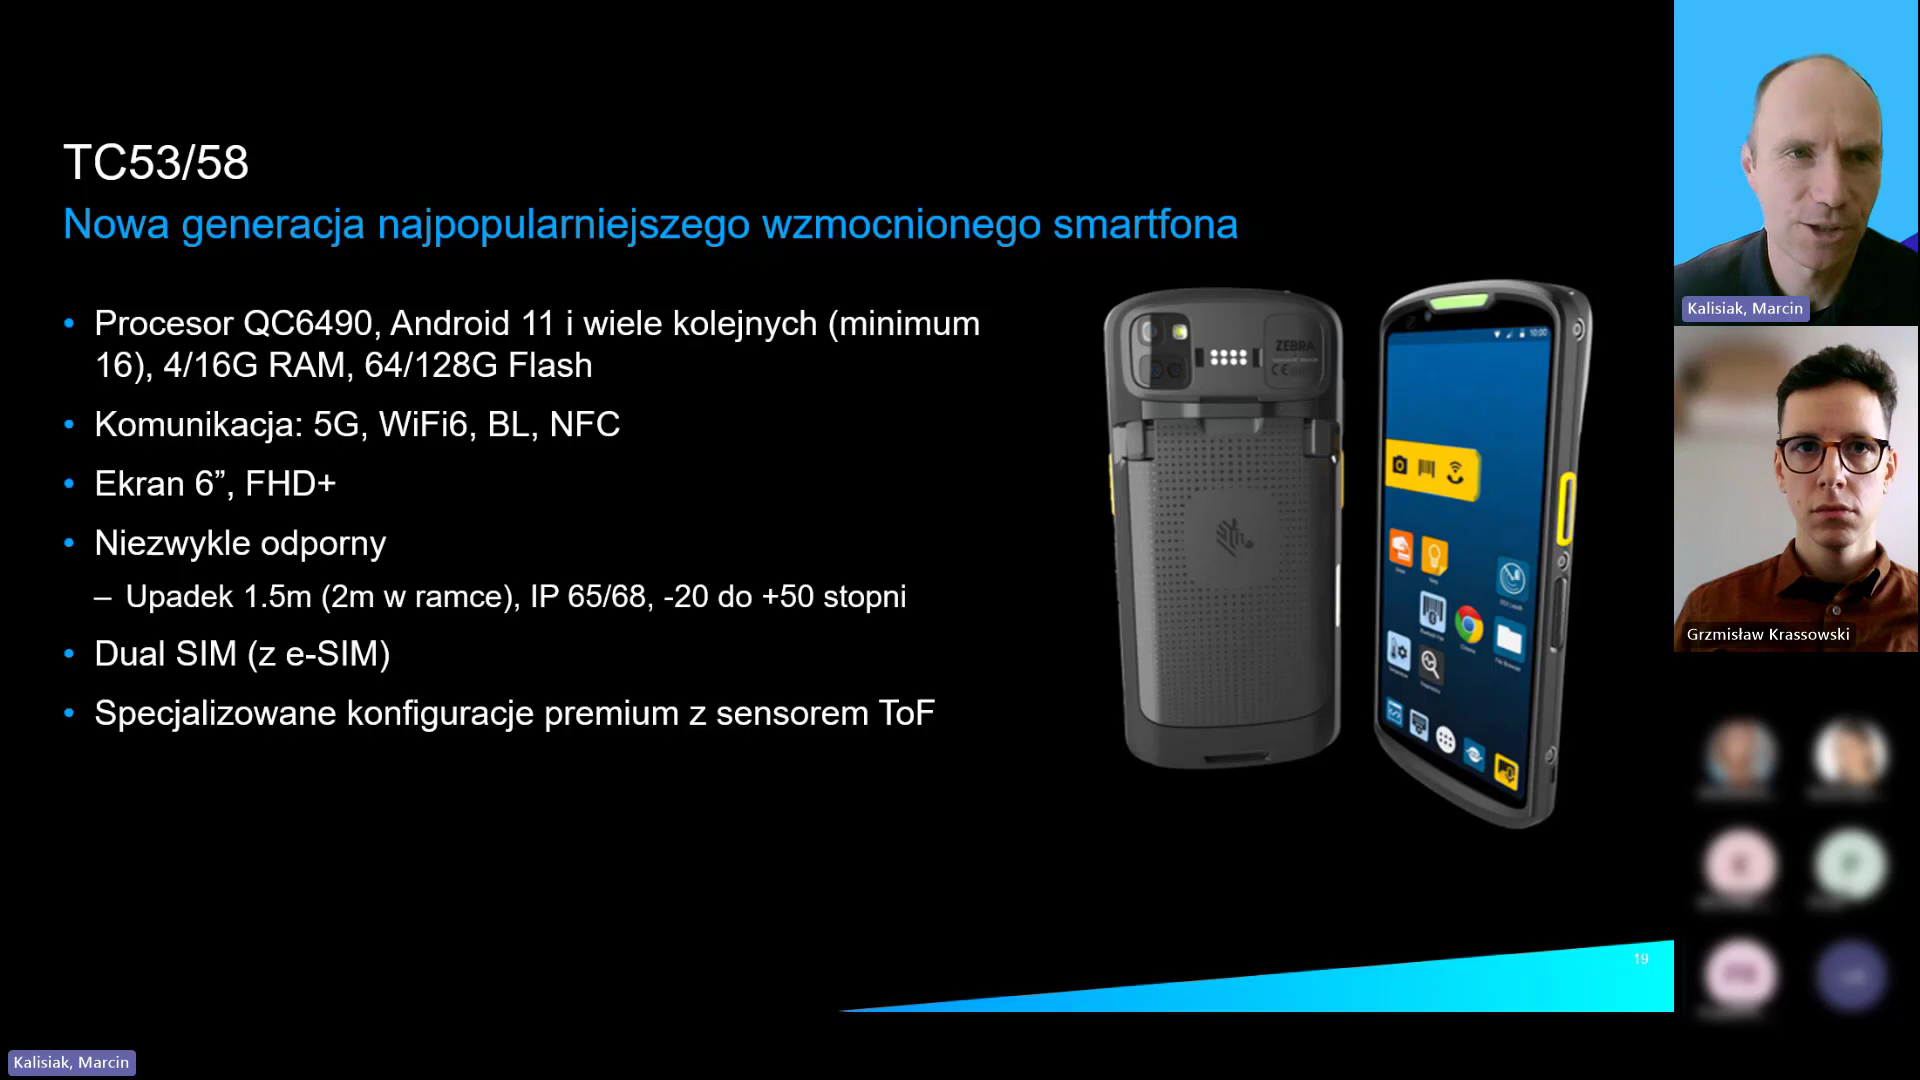 TC53/58
Nowa generacja najpopularniejszego wzmocnionego smartfona
• Procesor QC6490, Android 11 i wiele kolejnych (minimum
16), 4/16G RAM, 64/128G Flash
• Komunikacja: 5G, WiFi6, BL, NFC
• Ekran 6”, FHD+
• Niezwykle odporny
– Upadek 1.5m (2m w ramce), IP 65/68, -20 do +50 stopni
• Dual SIM (z e-SIM)
• Specjalizowane konfiguracje premium z sensorem ToF
ZEBRA
CE
10:00
19
Kalisiak, Marcin
Grzmisław Krassowski
Kalisiak, Marcin